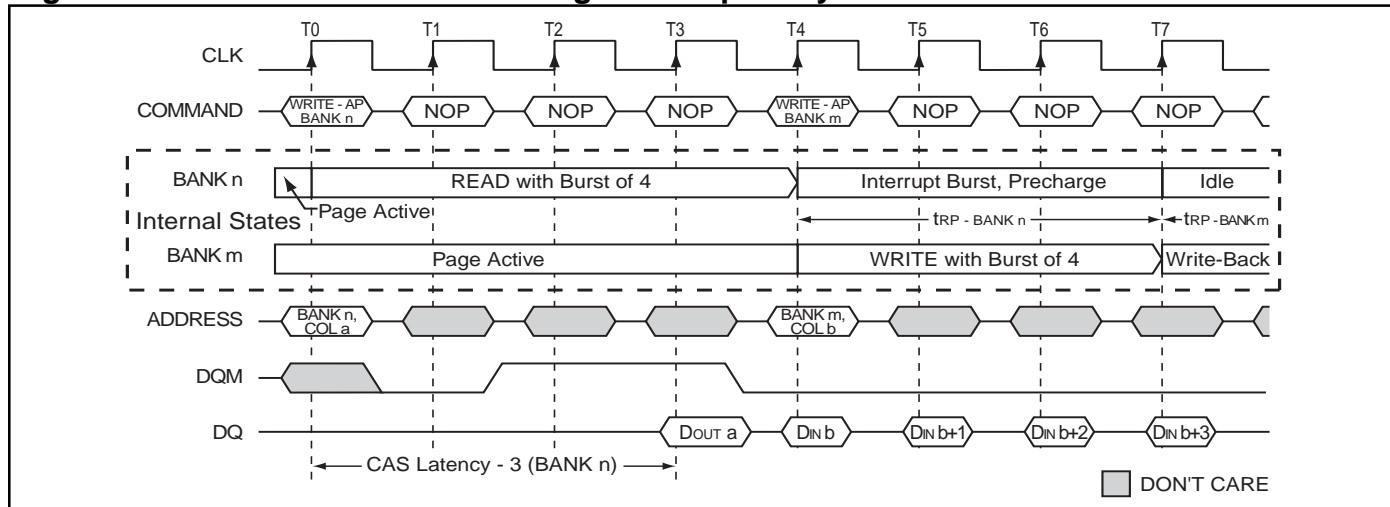 T0 T1 T2 T3 T4 T5 T6 T7
CLK
COMMAND WRITE - AP BANK n NOP NOP NOP WRITE - AP BANK m NOP NOP NOP
BANK n READ with Burst of 4 Interrupt Burst, Precharge Idle
Internal States Page Active tRP - BANK n tRP - BANK m
BANK m Page Active WRITE with Burst of 4 Write-Back
ADDRESS BANK n, COL a BANK m, COL b
DQM
DQ DOUT a DIN b DIN b+1 DIN b+2 DIN b+3
CAS Latency - 3 (BANK n)
DON'T CARE